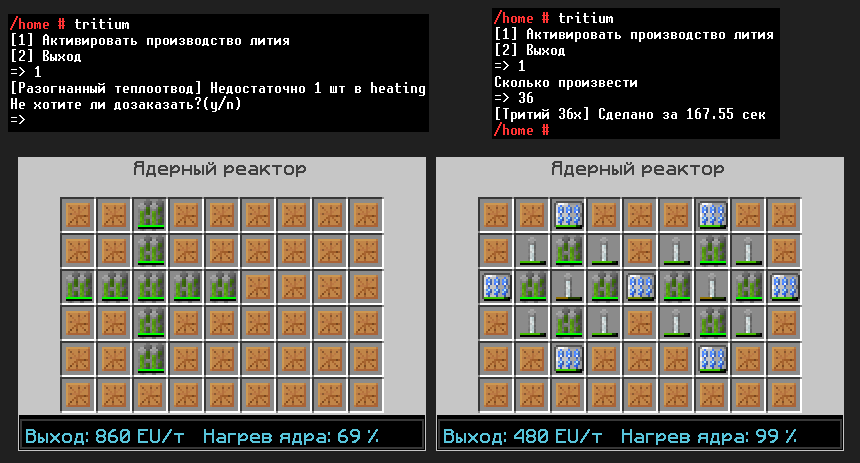 /home # tritium
[1] Активировать производство лития
[2] Выход
=> 1
[Разогнанный теплоотвод] Недостаточно 1 шт в heating
Не хотите ли дозаказать?(y/n)
=>
/home # tritium
[1] Активировать производство лития
[2] Выход
=> 1
Сколько произвести
=> 36
[Тритий 36x] Сделано за 167.55 сек
/home #
Ядерный реактор
Выход: 860 EU/т Нагрев ядра: 69 %
Ядерный реактор
Выход: 480 EU/т Нагрев ядра: 99 %